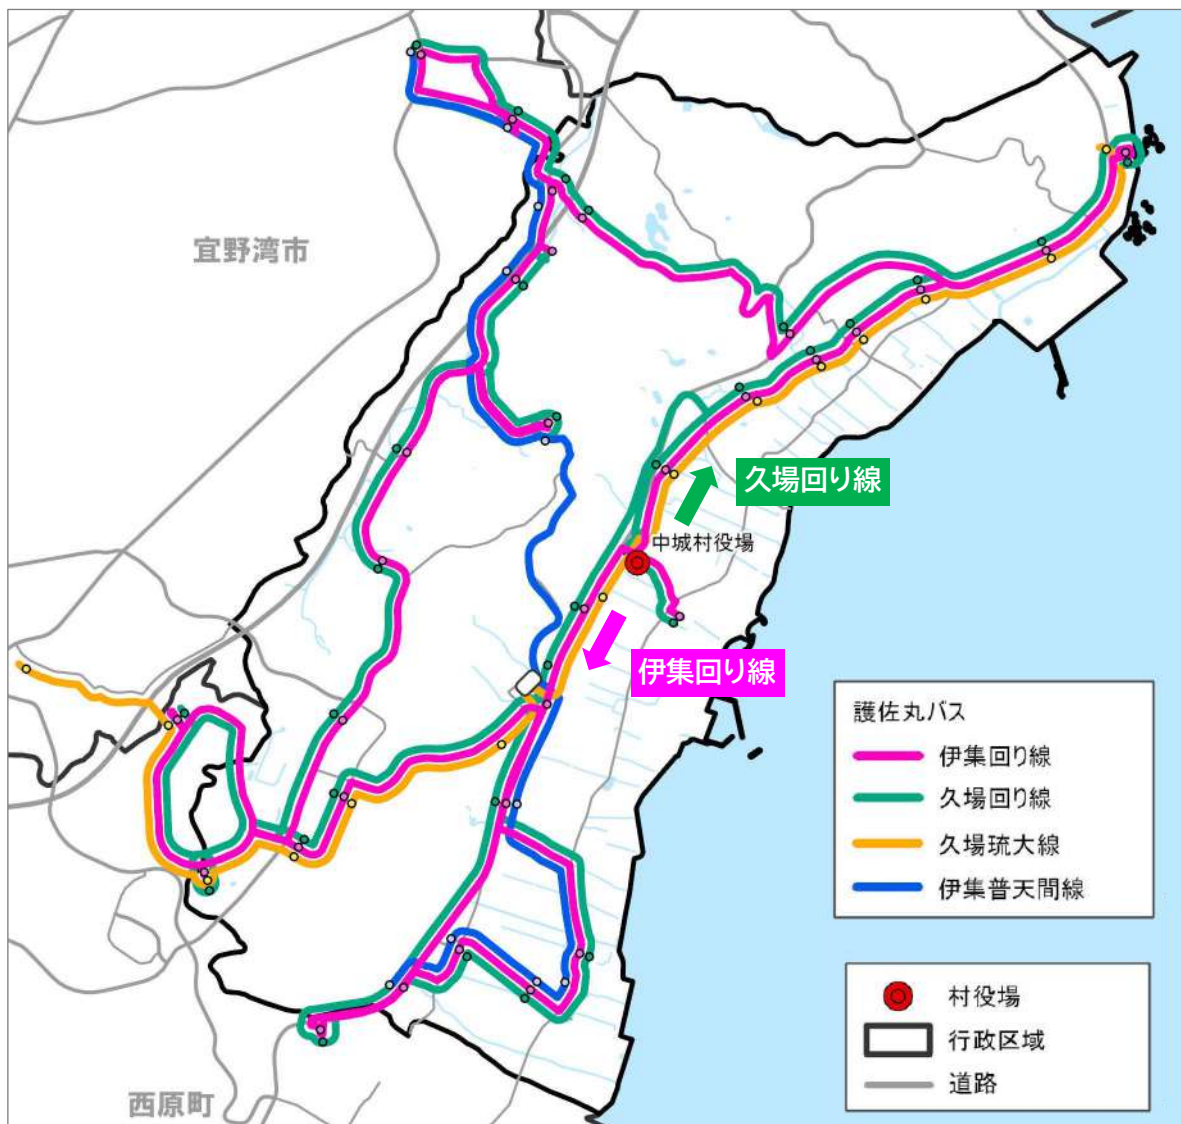 宜野湾市
久場回り線
中城村役場
伊集回り線
護佐丸バス
伊集回り線
久場回り線
久場琉大線
伊集普天間線
村役場
行政区域
道路
西原町